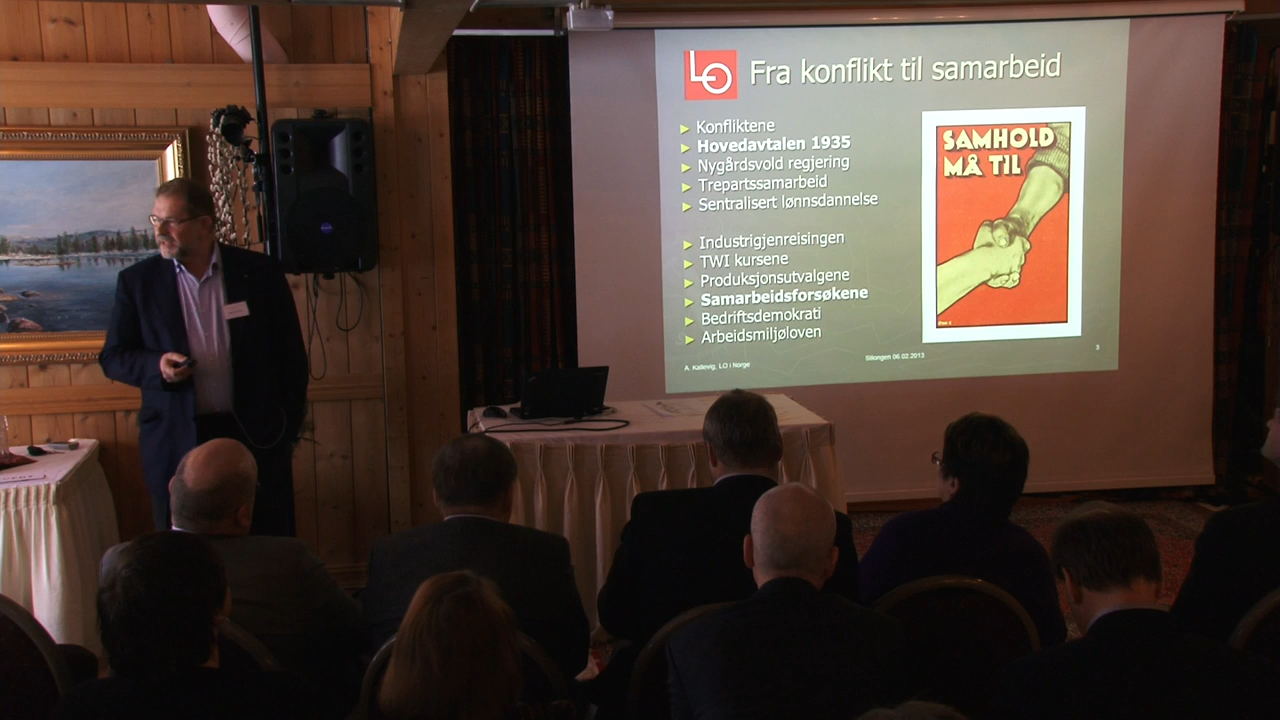 LO
Fra konflikt til samarbeid
Konfliktene
Hovedavtalen 1935
Nygårdsvold regjering
Trepartssamarbeid
Sentralisert lønnsdannelse
Industrigjenreisingen
TWI kursene
Produksjonsutvalgene
Samarbeidsforsøkene
Bedriftsdemokrati
Arbeidsmiljøloven
SAMHOLD
MÅ TIL
A. Kallevig, LO i Norge
06.02.2013
3